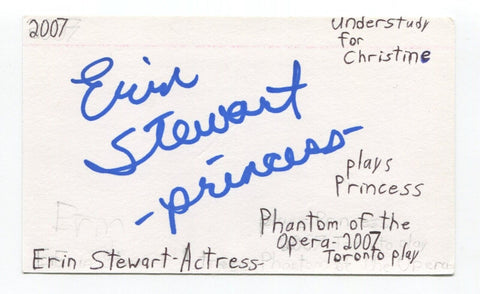 2007
Understudy
for
Christine
Erin
Stewart
-princess-
plays
Princess
Phantom of the
Opera-2007
Toronto play
Erin Stewart-Actress-